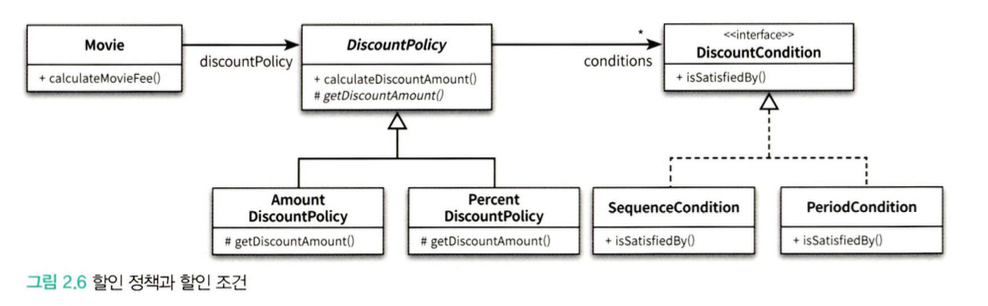 Movie
+ calculateMovieFee()
discountPolicy
DiscountPolicy
+ calculateDiscountAmount()
# getDiscountAmount()
*
conditions
<<interface>>
DiscountCondition
+ isSatisfiedBy()
Amount
DiscountPolicy
# getDiscountAmount()
Percent
DiscountPolicy
# getDiscountAmount()
SequenceCondition
+ isSatisfiedBy()
PeriodCondition
+ isSatisfiedBy()
그림 2.6 할인 정책과 할인 조건